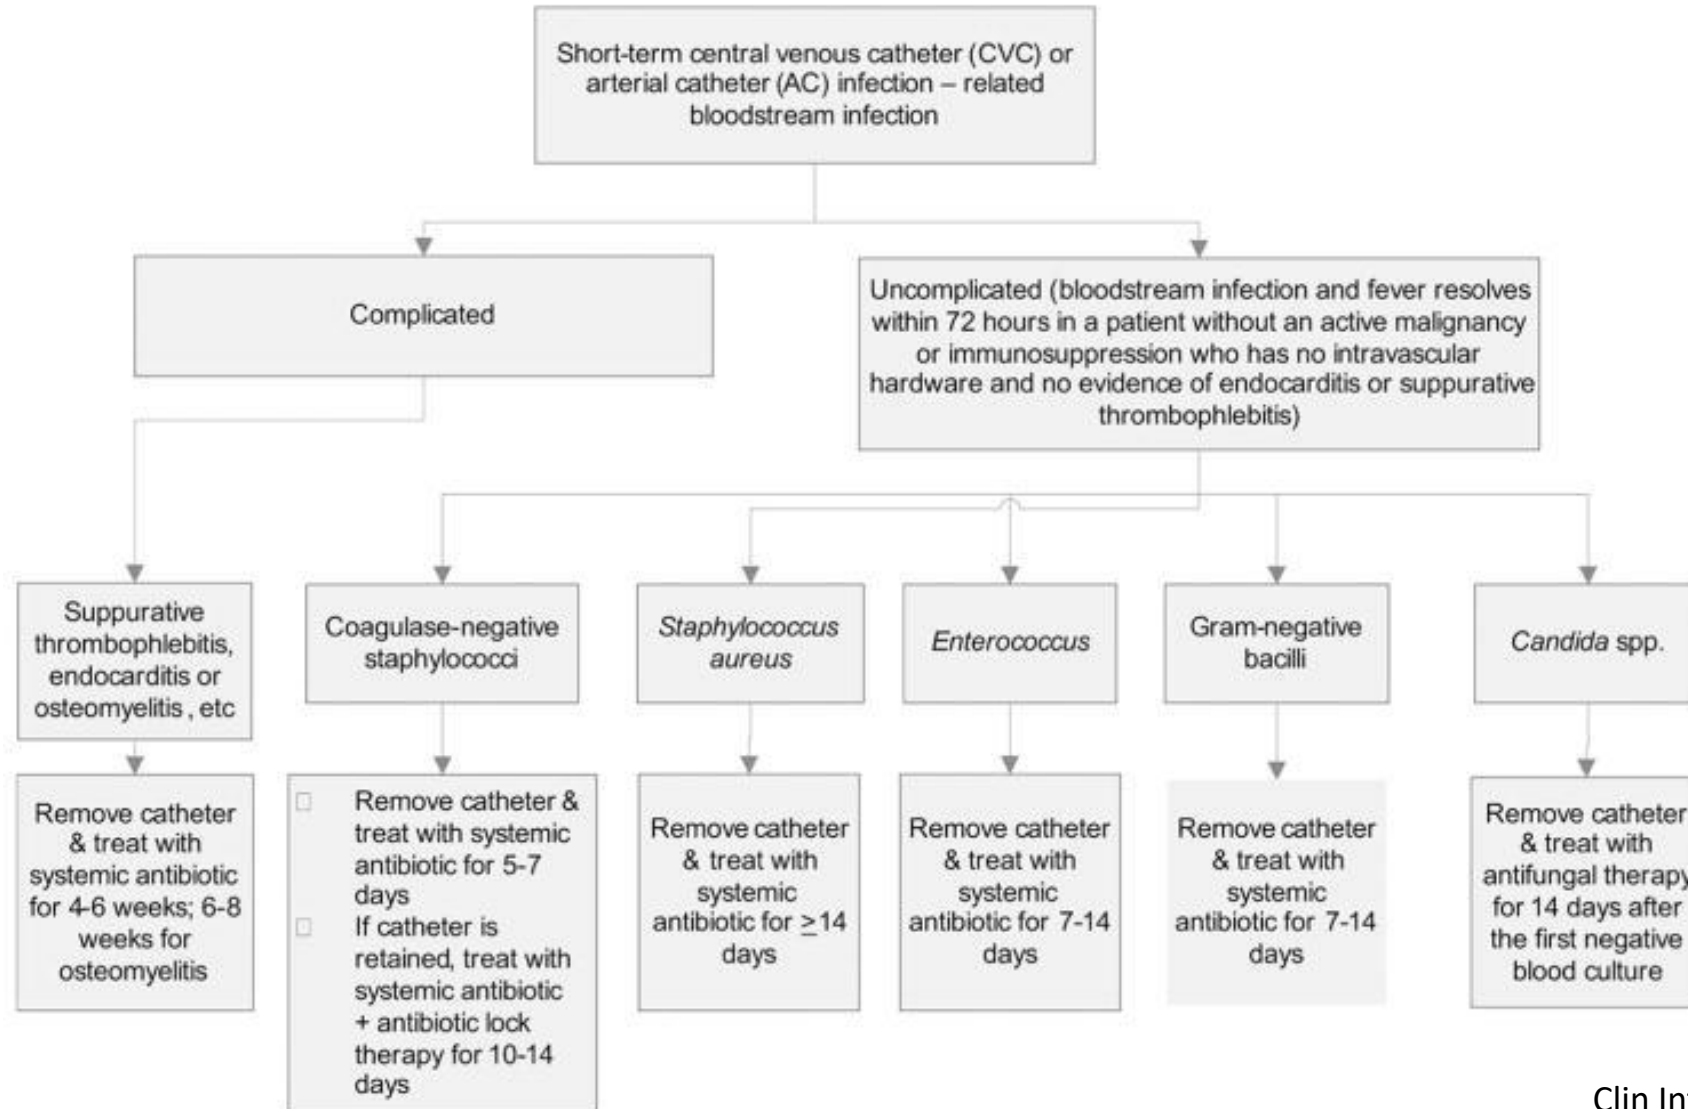 Short-term central venous catheter (CVC) or
arterial catheter (AC) infection – related
bloodstream infection
Complicated
Uncomplicated (bloodstream infection and fever resolves
within 72 hours in a patient without an active malignancy
or immunosuppression who has no intravascular
hardware and no evidence of endocarditis or suppurative
thrombophlebitis)
Suppurative
thrombophlebitis,
endocarditis or
osteomyelitis , etc
Coagulase-negative
staphylococci
Staphylococcus
aureus
Enterococcus
Gram-negative
bacilli
Candida spp.
Remove catheter
& treat with
systemic antibiotic
for 4-6 weeks; 6-8
weeks for
osteomyelitis
Remove catheter &
treat with systemic
antibiotic for 5-7
days
If catheter is
retained, treat with
systemic antibiotic
+ antibiotic lock
therapy for 10-14
days
Remove catheter
& treat with
systemic
antibiotic for ≥14
days
Remove catheter
& treat with
systemic
antibiotic for 7-14
days
Remove catheter
& treat with
systemic
antibiotic for 7-14
days
Remove catheter
& treat with
antifungal therapy
for 14 days after
the first negative
blood culture
Clin